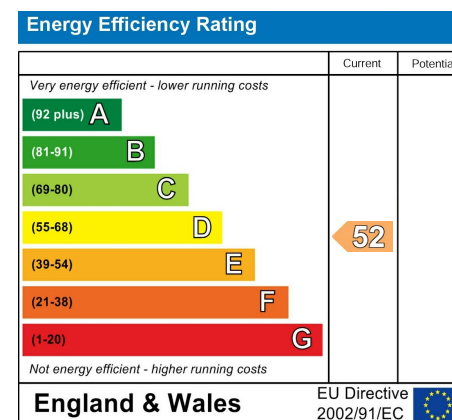 Energy Efficiency Rating
Current Potentia
Very energy efficient - lower running costs
(92 plus) A
(81-91) B
(69-80) C
(55-68) D
52
(39-54) E
(21-38) F
(1-20) G
Not energy efficient - higher running costs
England & Wales
EU Directive
2002/91/EC